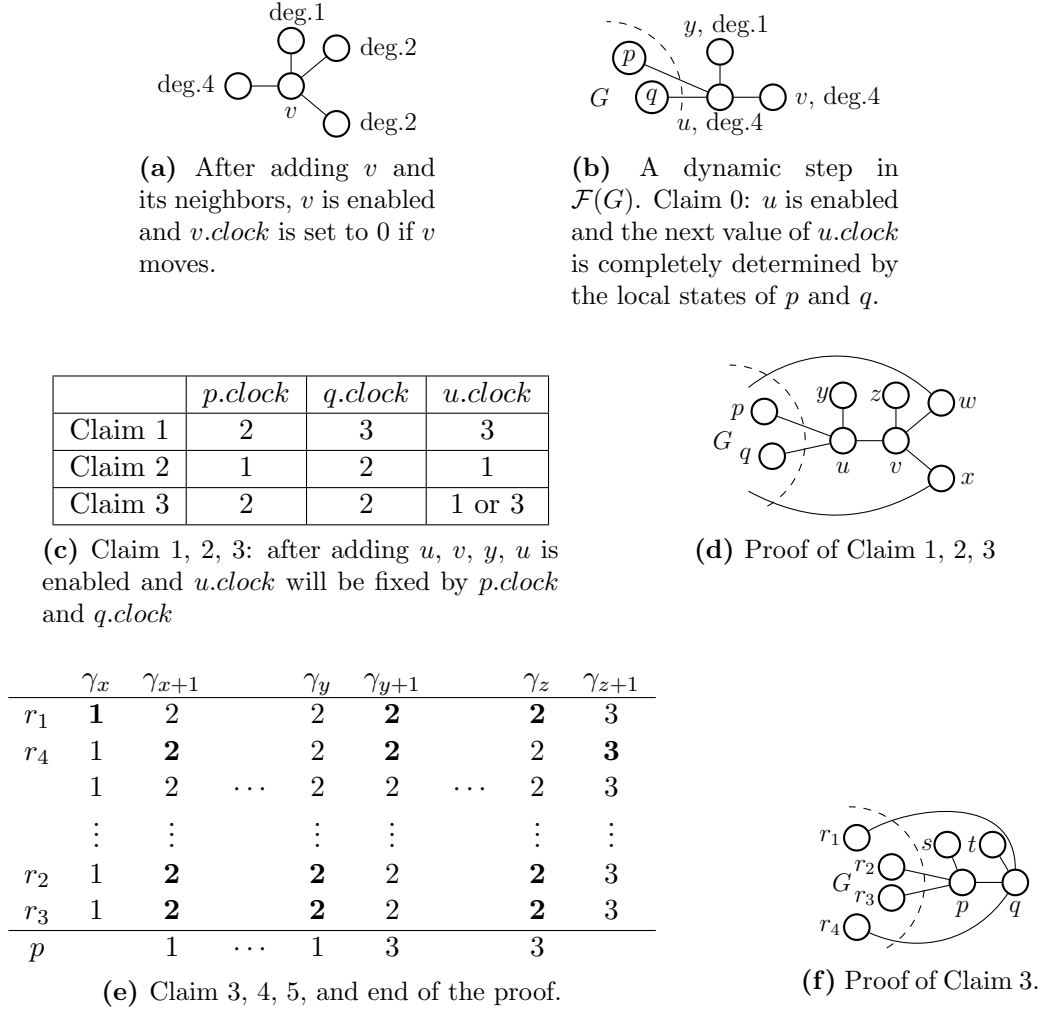 deg.1
deg.2
deg.4
v
deg.2
y, deg.1
p
G
q
v, deg.4
u, deg.4
(a) After adding v and
its neighbors, v is enabled
and v.clock is set to 0 if v
moves.
(b) A dynamic step in
F(G). Claim 0: u is enabled
and the next value of u.clock
is completely determined by
the local states of p and q.
p.clock q.clock u.clock
Claim 1 2 3 3
Claim 2 1 2 1
Claim 3 2 2 1 or 3
(c) Claim 1, 2, 3: after adding u, v, y, u is
enabled and u.clock will be fixed by p.clock
and q.clock
y z w
p
G q
u v x
(d) Proof of Claim 1, 2, 3
γx γx+1 γy γy+1 γz γz+1
r1 1 2 2 2 2 3
r4 1 2 2 2 2 3
1 2 ⋯ 2 2 ⋯ 2 3
⋮ ⋮ ⋮ ⋮ ⋮ ⋮
r2 1 2 2 2 2 3
r3 1 2 2 2 2 3
p 1 ⋯ 1 3 3
(e) Claim 3, 4, 5, and end of the proof.
r1 s t
r2
G r3
p q
r4
(f) Proof of Claim 3.